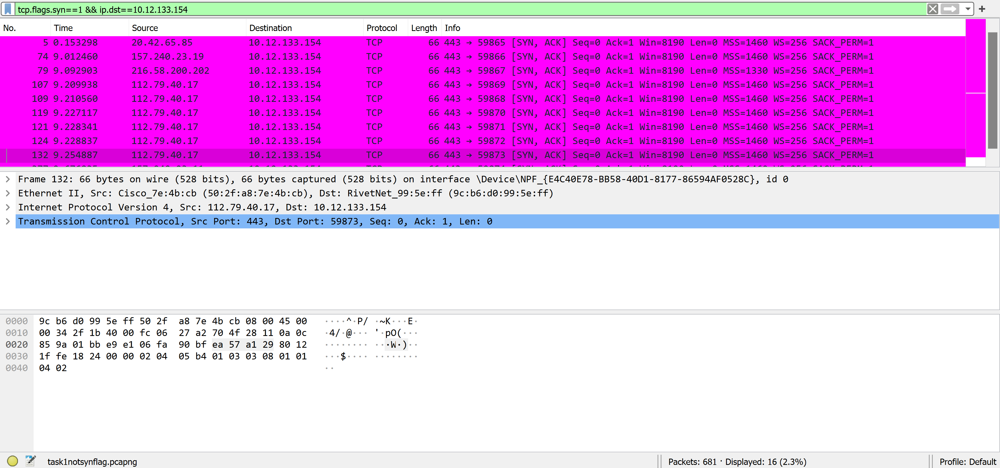 tcp.flags.syn==1 && ip.dst==10.12.133.154
No. Time Source Destination Protocol Length Info
5 0.153298 20.42.65.85 10.12.133.154 TCP 66 443 → 59865 [SYN, ACK] Seq=0 Ack=1 Win=8190 Len=0 MSS=1460 WS=256 SACK_PERM=1
74 9.012460 157.240.23.19 10.12.133.154 TCP 66 443 → 59866 [SYN, ACK] Seq=0 Ack=1 Win=8190 Len=0 MSS=1460 WS=256 SACK_PERM=1
79 9.092903 216.58.200.202 10.12.133.154 TCP 66 443 → 59867 [SYN, ACK] Seq=0 Ack=1 Win=8190 Len=0 MSS=1330 WS=256 SACK_PERM=1
107 9.209938 112.79.40.17 10.12.133.154 TCP 66 443 → 59869 [SYN, ACK] Seq=0 Ack=1 Win=8190 Len=0 MSS=1460 WS=256 SACK_PERM=1
109 9.210560 112.79.40.17 10.12.133.154 TCP 66 443 → 59868 [SYN, ACK] Seq=0 Ack=1 Win=8190 Len=0 MSS=1460 WS=256 SACK_PERM=1
119 9.227117 112.79.40.17 10.12.133.154 TCP 66 443 → 59870 [SYN, ACK] Seq=0 Ack=1 Win=8190 Len=0 MSS=1460 WS=256 SACK_PERM=1
121 9.228341 112.79.40.17 10.12.133.154 TCP 66 443 → 59871 [SYN, ACK] Seq=0 Ack=1 Win=8190 Len=0 MSS=1460 WS=256 SACK_PERM=1
124 9.228837 112.79.40.17 10.12.133.154 TCP 66 443 → 59872 [SYN, ACK] Seq=0 Ack=1 Win=8190 Len=0 MSS=1460 WS=256 SACK_PERM=1
132 9.254887 112.79.40.17 10.12.133.154 TCP 66 443 → 59873 [SYN, ACK] Seq=0 Ack=1 Win=8190 Len=0 MSS=1460 WS=256 SACK_PERM=1
Frame 132: 66 bytes on wire (528 bits), 66 bytes captured (528 bits) on interface \Device\NPF_{E4C40E78-BB58-40D1-8177-86594AF0528C}, id 0
Ethernet II, Src: Cisco_7e:4b:cb (50:2f:a8:7e:4b:cb), Dst: RivetNet_99:5e:ff (9c:b6:d0:99:5e:ff)
Internet Protocol Version 4, Src: 112.79.40.17, Dst: 10.12.133.154
Transmission Control Protocol, Src Port: 443, Dst Port: 59873, Seq: 0, Ack: 1, Len: 0
0000 9c b6 d0 99 5e ff 50 2f a8 7e 4b cb 08 00 45 00 ····^·P/ ·~K···E·
0010 00 34 2f 1b 40 00 fc 06 27 a2 70 4f 28 11 0a 0c ·4/·@··· '·pO(···
0020 85 9a 01 bb e9 e1 06 fa 90 bf ea 57 a1 29 80 12 ········ ···W·)··
0030 1f fe 18 24 00 00 02 04 05 b4 01 03 03 08 01 01 ···$···· ········
0040 04 02 ··
task1notsynflag.pcapng
Packets: 681 · Displayed: 16 (2.3%)
Profile: Default